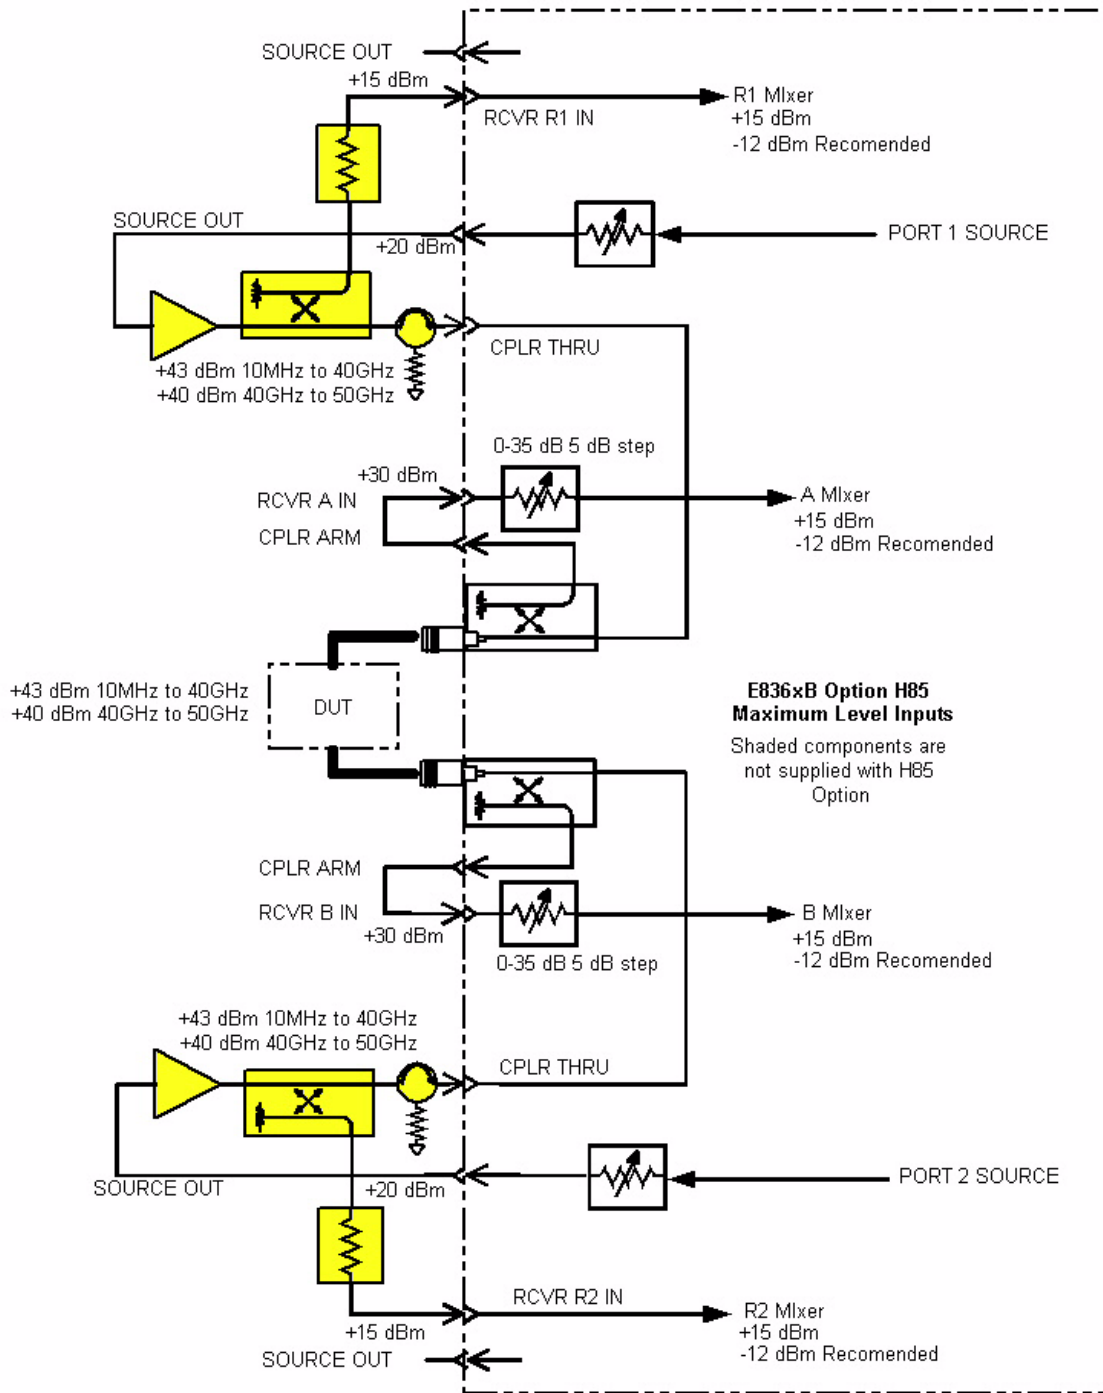 SOURCE OUT
+15 dBm
RCVR R1 IN
R1 MIxer
+15 dBm
-12 dBm Recomended
SOURCE OUT
+20 dBm
PORT 1 SOURCE
CPLR THRU
+43 dBm 10MHz to 40GHz
+40 dBm 40GHz to 50GHz
0-35 dB 5 dB step
+30 dBm
RCVR A IN
CPLR ARM
A MIxer
+15 dBm
-12 dBm Recomended
+43 dBm 10MHz to 40GHz
+40 dBm 40GHz to 50GHz
DUT
E836xB Option H85
Maximum Level Inputs
Shaded components are
not supplied with H85
Option
CPLR ARM
RCVR B IN
+30 dBm
0-35 dB 5 dB step
B MIxer
+15 dBm
-12 dBm Recomended
+43 dBm 10MHz to 40GHz
+40 dBm 40GHz to 50GHz
CPLR THRU
SOURCE OUT
+20 dBm
PORT 2 SOURCE
RCVR R2 IN
+15 dBm
R2 MIxer
+15 dBm
-12 dBm Recomended
SOURCE OUT